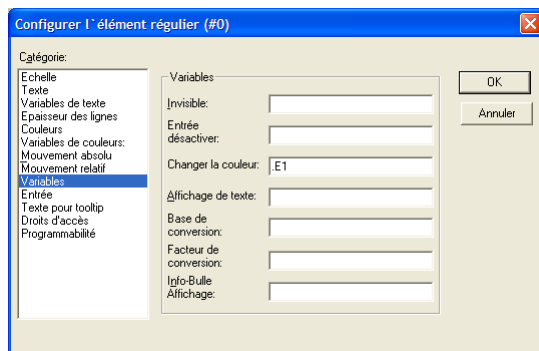 Configurer l`élément régulier (#0)
Catégorie:
Echelle
Texte
Variables de texte
Epaisseur des lignes
Couleurs
Variables de couleurs:
Mouvement absolu
Mouvement relatif
Variables
Entrée
Texte pour tooltip
Droits d'accès
Programmabilité
Variables
Invisible:
Entrée
désactiver:
Changer la couleur: .E1
Affichage de texte:
Base de
conversion:
Facteur de
conversion:
Info-Bulle
Affichage:
OK
Annuler